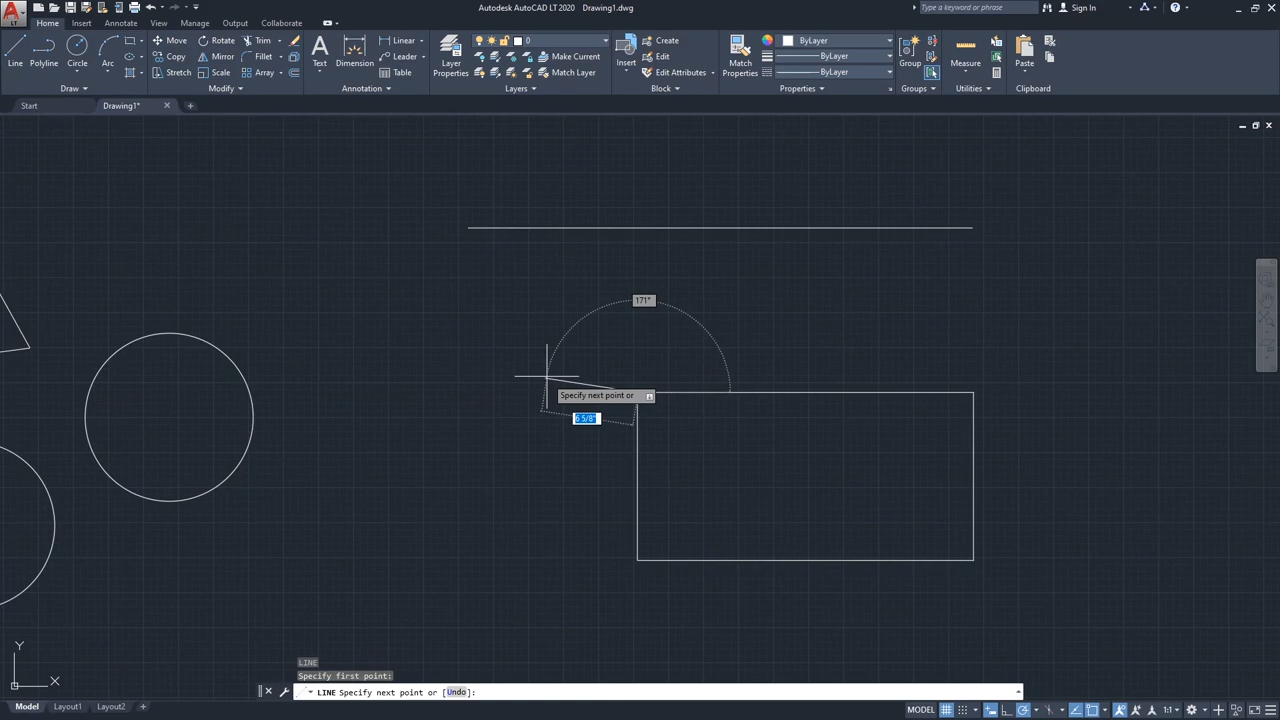 Autodesk AutoCAD LT 2020 Drawing1.dwg
Type a keyword or phrase
Sign In
LT
Home Insert Annotate View Manage Output Collaborate
Line Polyline Circle Arc
Move Rotate Trim
Copy Mirror Fillet
Stretch Scale Array
Text Dimension
Linear
Leader
Table
Layer
Properties
0
Make Current
Match Layer
Insert
Create
Edit
Edit Attributes
Match
Properties
ByLayer
ByLayer
ByLayer
Group
Measure
Paste
Draw Modify Annotation Layers Block Properties Groups Utilities Clipboard
Start Drawing1*
171°
Specify next point or
6 5/8"
Y
X
LINE
Specify first point:
LINE Specify next point or [Undo]:
Model Layout1 Layout2
MODEL 1:1